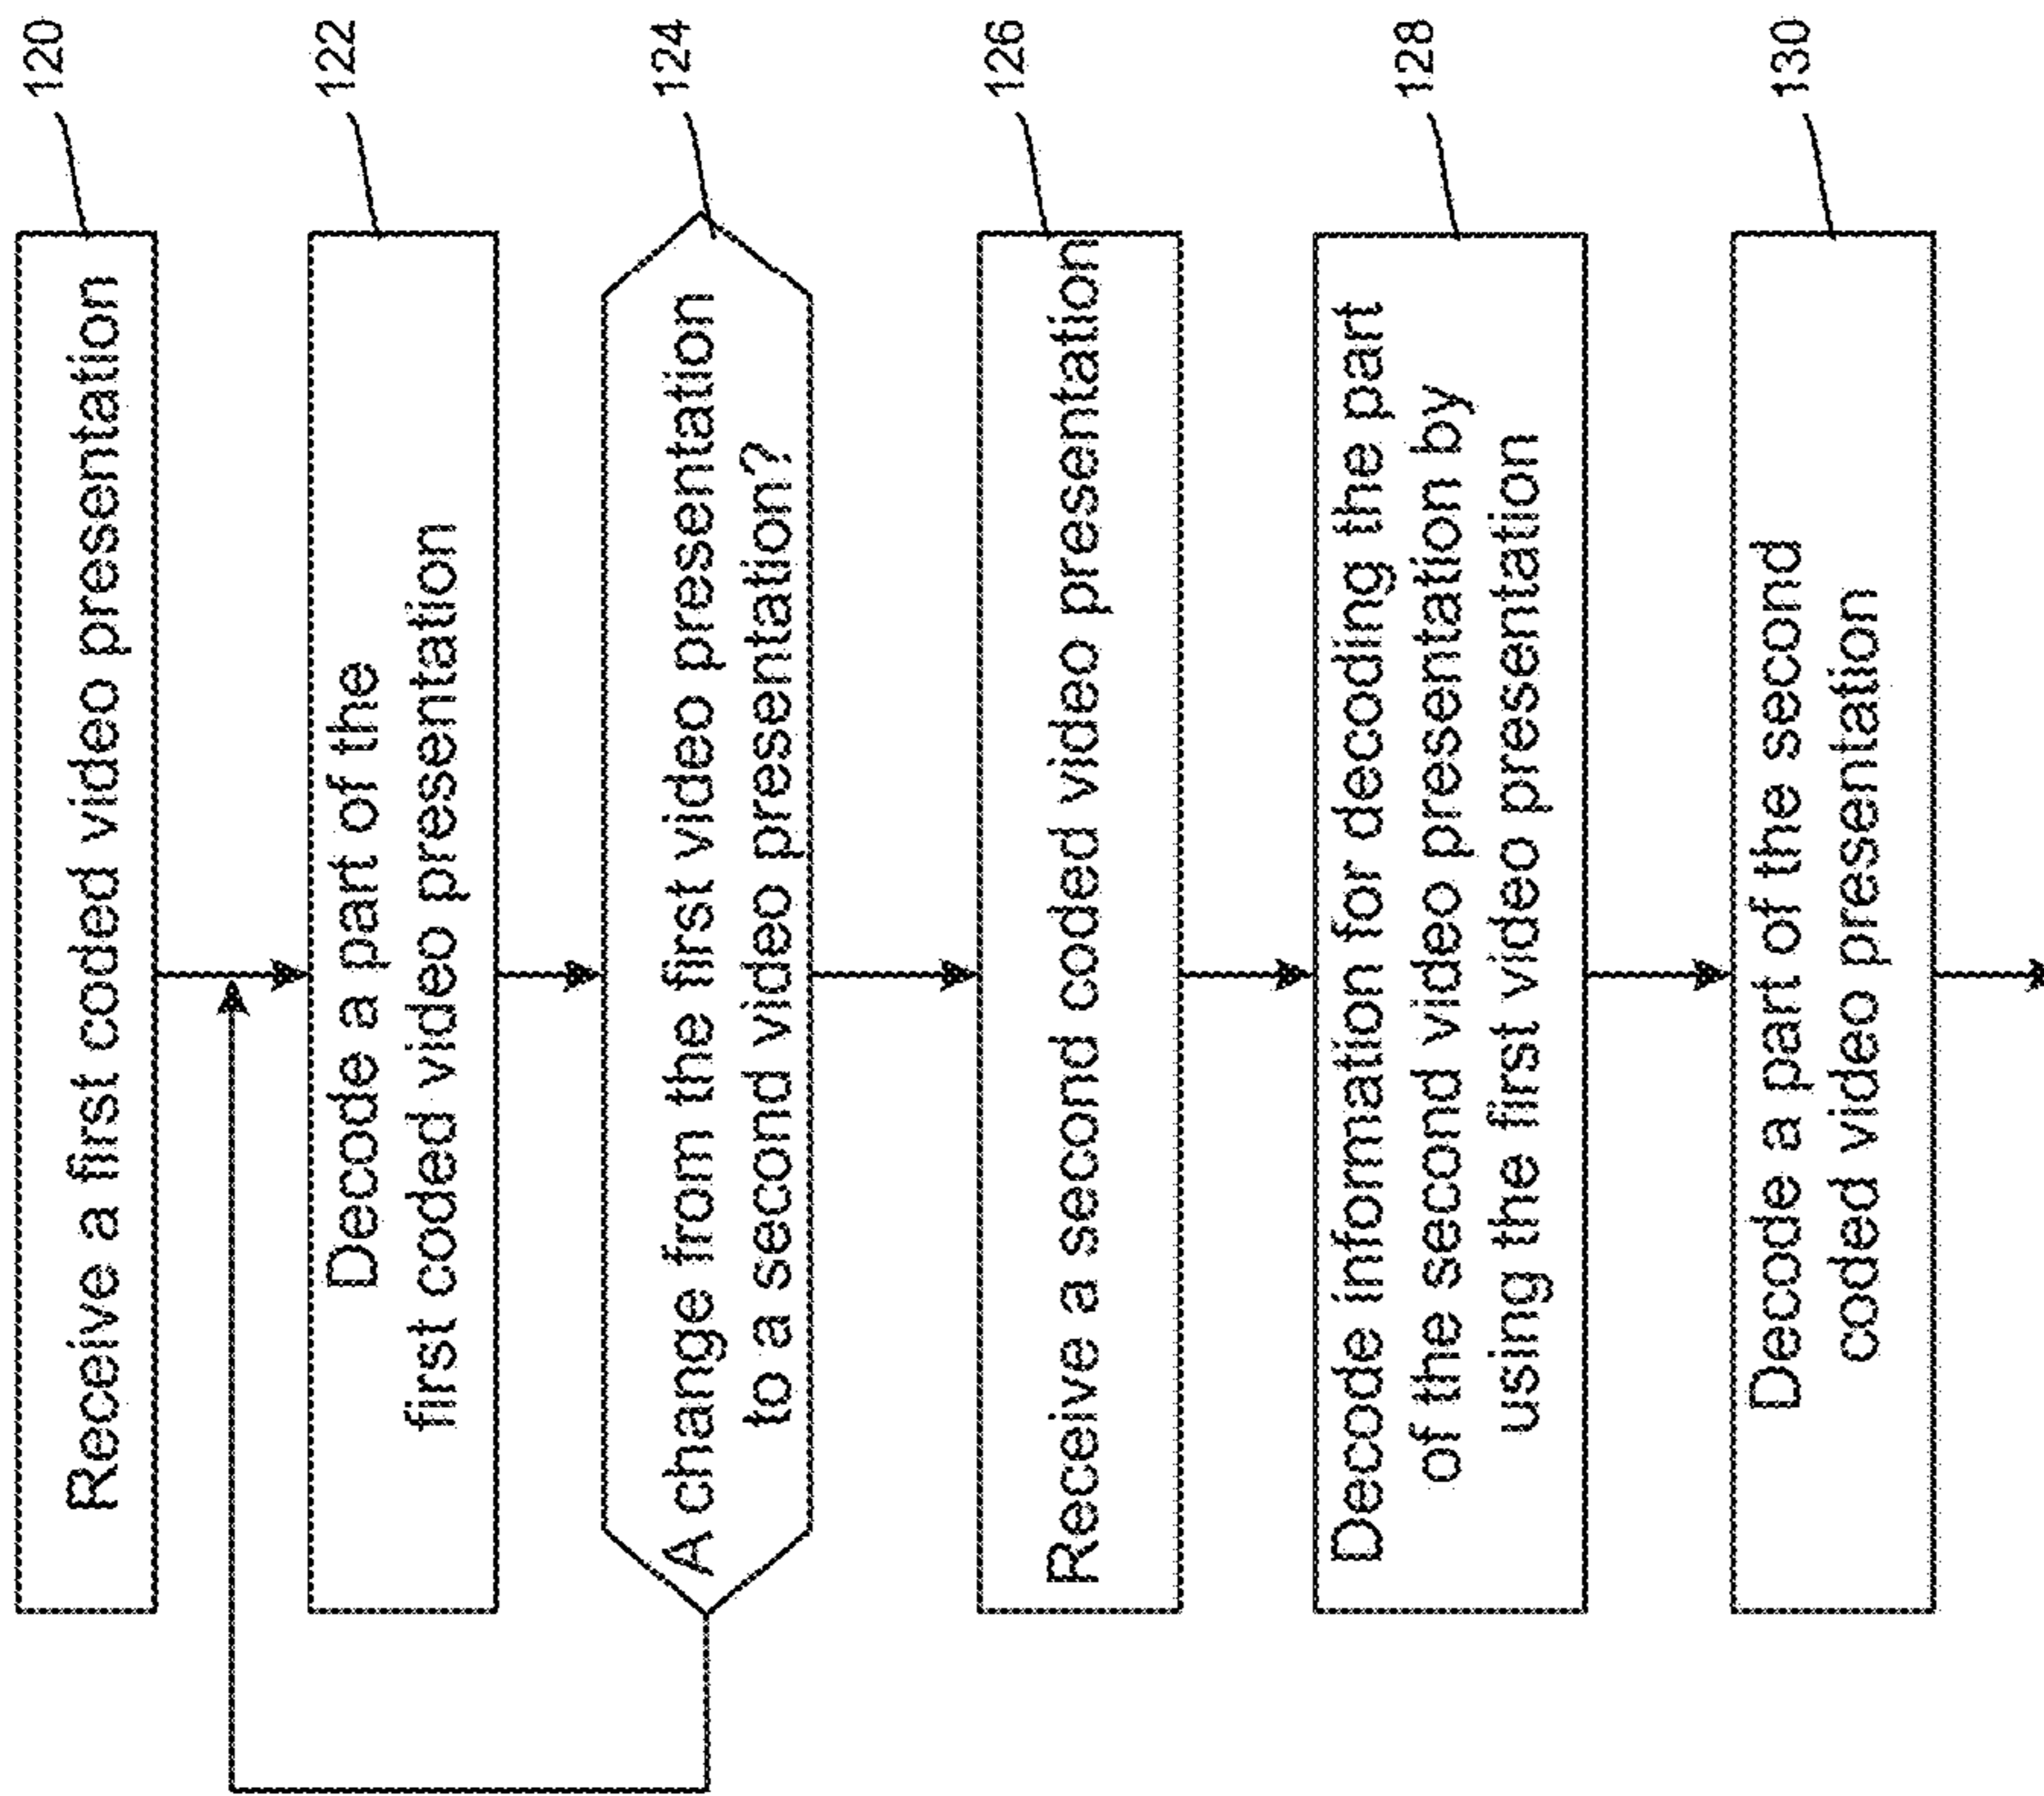 Receive a first coded video presentation
120
Decode a part of the
first coded video presentation
122
A change from the first video presentation
to a second video presentation?
124
Receive a second coded video presentation
126
Decode information for decoding the part
of the second video presentation by
using the first video presentation
128
Decode a part of the second
coded video presentation
130